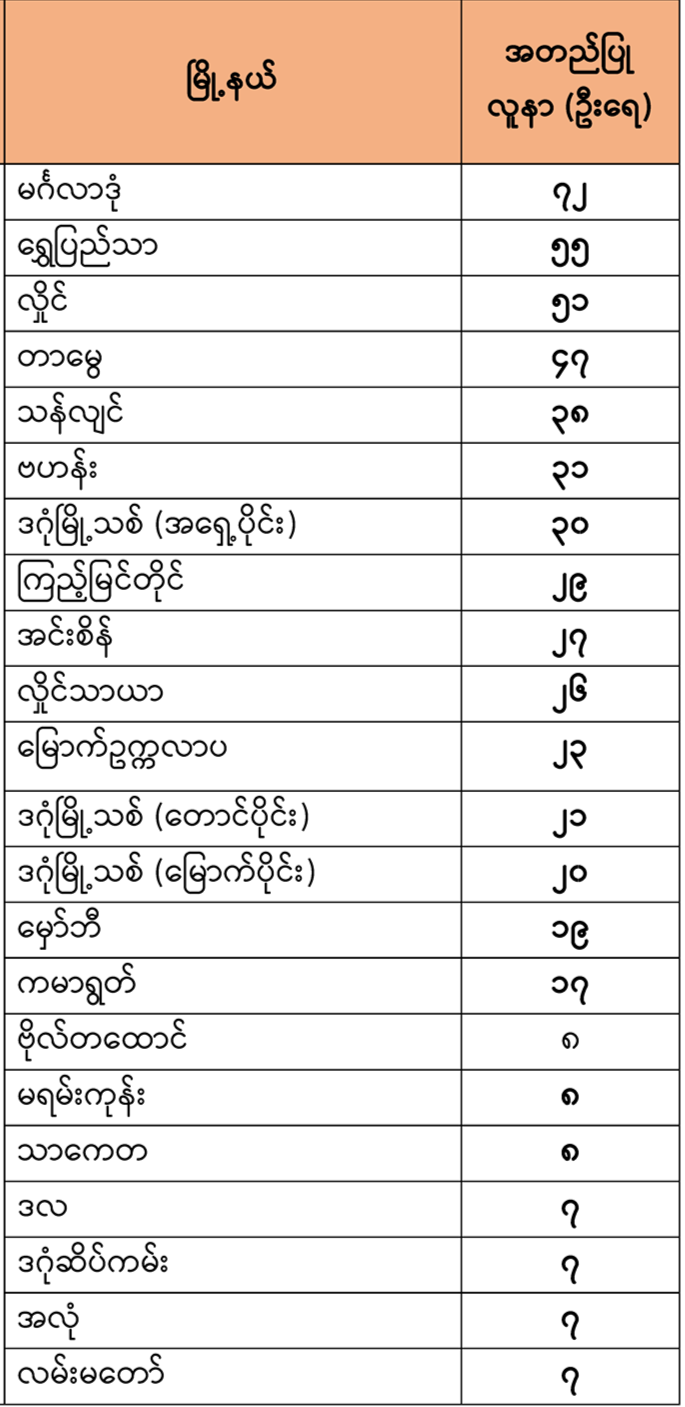 မြို့နယ်
အတည်ပြု
လူနာ (ဦးရေ)
မင်္ဂလာဒုံ ၇၂
ရွှေပြည်သာ ၅၅
လှိုင် ၅၁
တာမွေ ၄၇
သန်လျင် ၃၈
ဗဟန်း ၃၁
ဒဂုံမြို့သစ် (အရှေ့ပိုင်း) ၃၀
ကြည့်မြင်တိုင် ၂၉
အင်းစိန် ၂၇
လှိုင်သာယာ ၂၆
မြောက်ဥက္ကလာပ ၂၃
ဒဂုံမြို့သစ် (တောင်ပိုင်း) ၂၁
ဒဂုံမြို့သစ် (မြောက်ပိုင်း) ၂၀
မှော်ဘီ ၁၉
ကမာရွတ် ၁၇
ဗိုလ်တထောင် ၈
မရမ်းကုန်း ၈
သာကေတ ၈
ဒလ ၇
ဒဂုံဆိပ်ကမ်း ၇
အလုံ ၇
လမ်းမတော် ၇